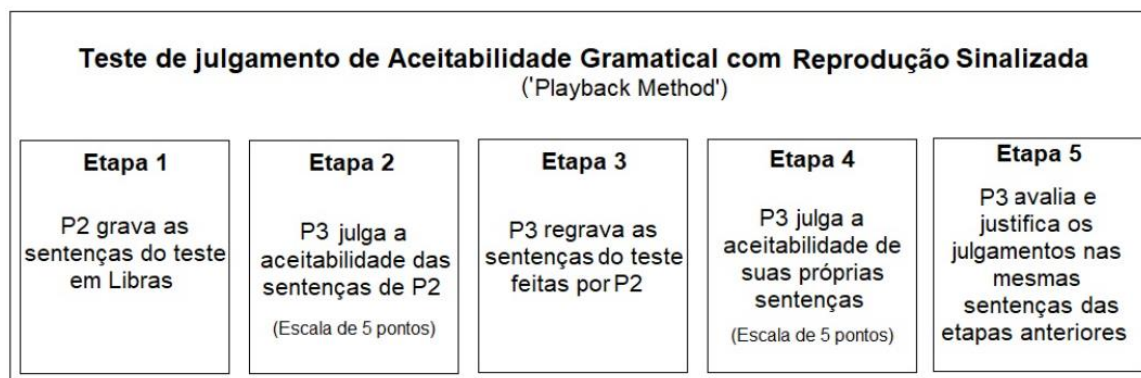 Teste de julgamento de Aceitabilidade Gramatical com Reprodução Sinalizada
('Playback Method')
Etapa 1
P2 grava as
sentenças do teste
em Libras
Etapa 2
P3 julga a
aceitabilidade das
sentenças de P2
(Escala de 5 pontos)
Etapa 3
P3 regrava as
sentenças do teste
feitas por P2
Etapa 4
P3 julga a
aceitabilidade de
suas próprias
sentenças
(Escala de 5 pontos)
Etapa 5
P3 avalia e
justifica os
julgamentos nas
mesmas
sentenças das
etapas anteriores